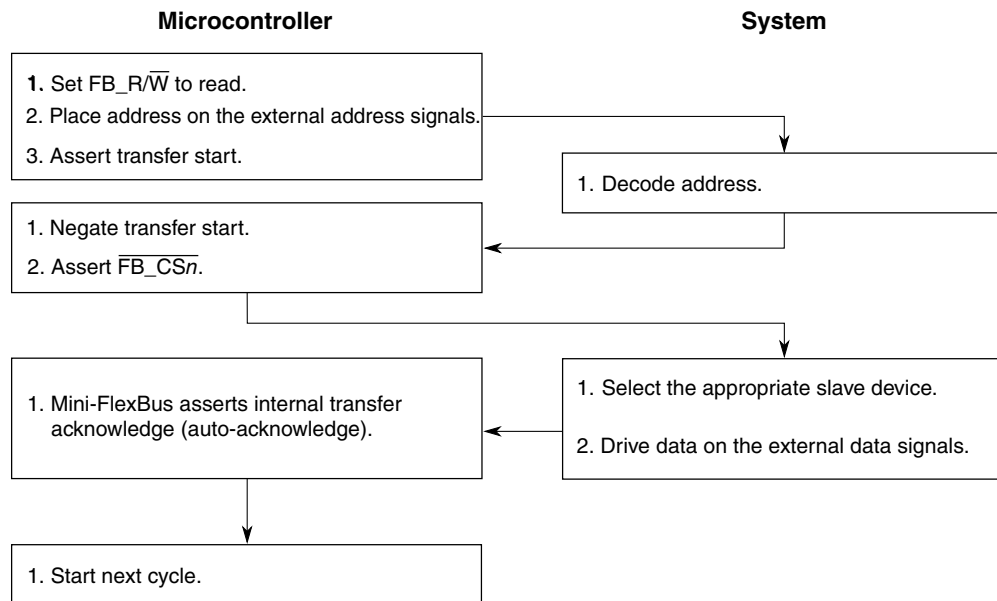 Microcontroller
System
1. Set FB_R/W̅ to read.
2. Place address on the external address signals.
3. Assert transfer start.
1. Decode address.
1. Negate transfer start.
2. Assert F̅B̅_̅C̅S̅n̅.
1. Select the appropriate slave device.
2. Drive data on the external data signals.
1. Mini-FlexBus asserts internal transfer
acknowledge (auto-acknowledge).
1. Start next cycle.